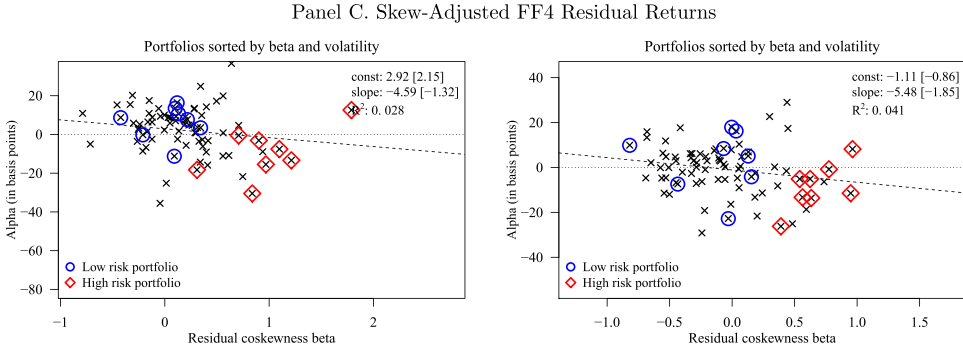 Panel C. Skew-Adjusted FF4 Residual Returns
Portfolios sorted by beta and volatility
const: 2.92 [2.15]
slope: −4.59 [−1.32]
R²: 0.028
20
0
−20
−40
−60
−80
Alpha (in basis points)
Low risk portfolio
High risk portfolio
−1
0
1
2
Residual coskewness beta
Portfolios sorted by beta and volatility
const: −1.11 [−0.86]
slope: −5.48 [−1.85]
R²: 0.041
40
20
0
−20
−40
Alpha (in basis points)
Low risk portfolio
High risk portfolio
−1.0
−0.5
0.0
0.5
1.0
1.5
Residual coskewness beta